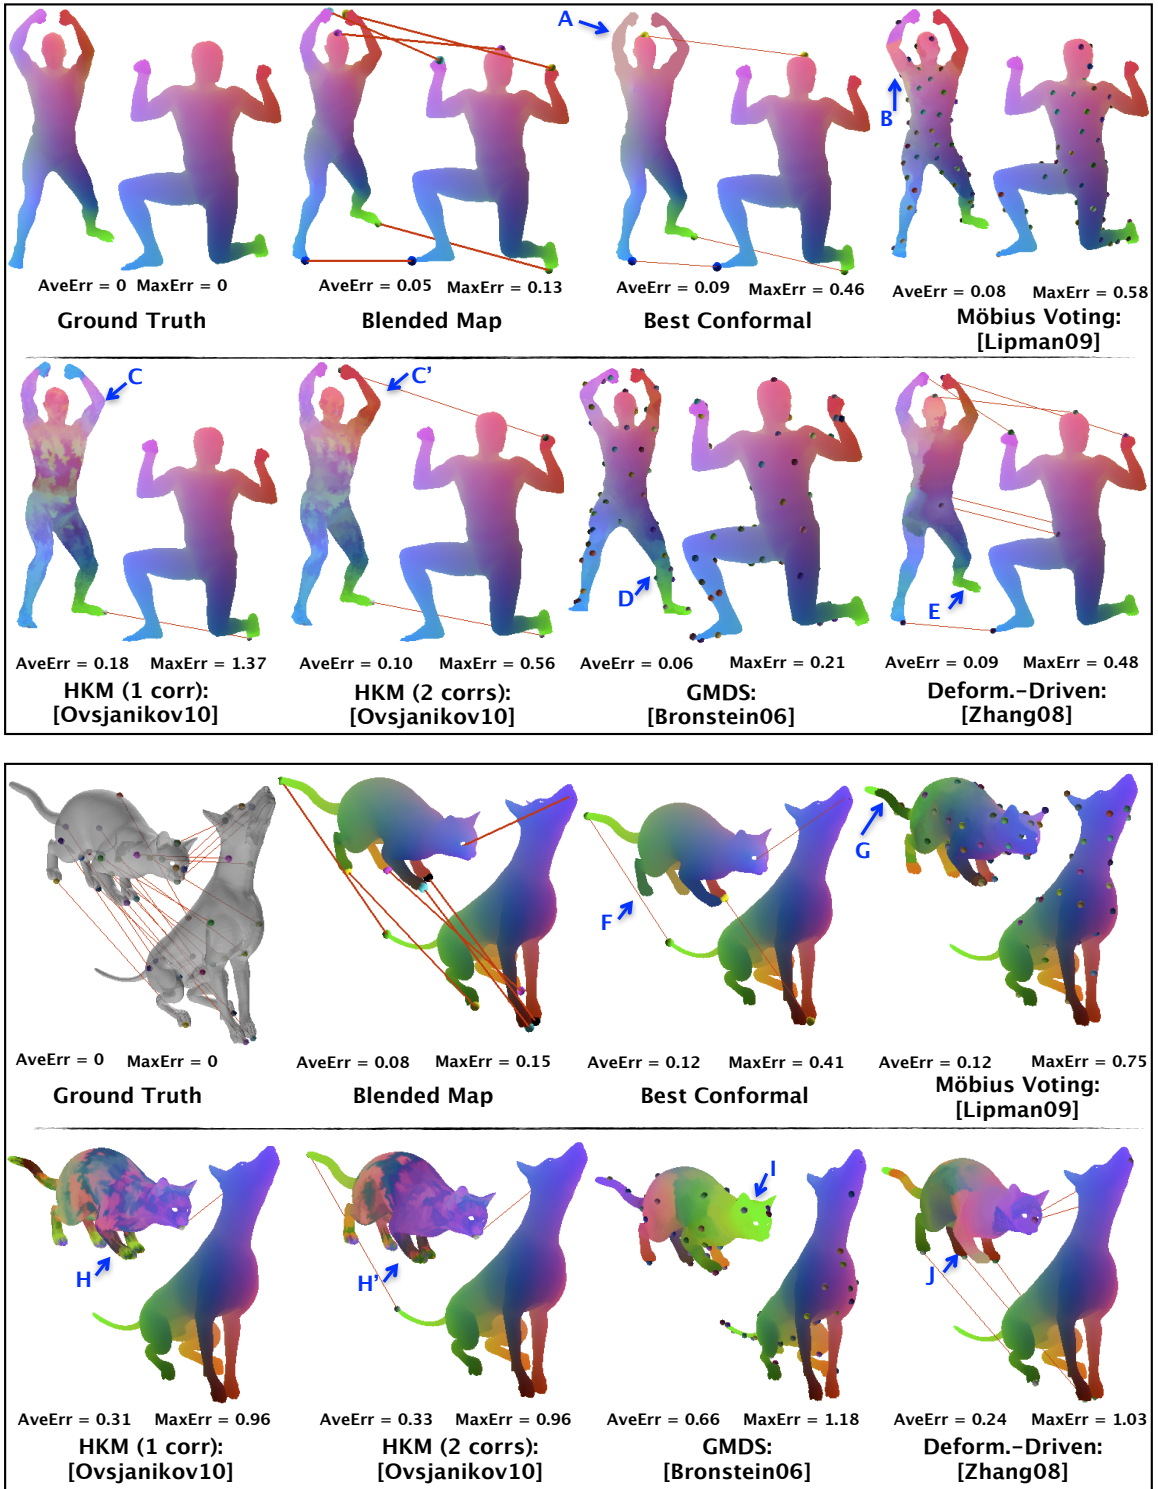 A
B
AveErr = 0 MaxErr = 0
AveErr = 0.05 MaxErr = 0.13
AveErr = 0.09 MaxErr = 0.46
AveErr = 0.08 MaxErr = 0.58
Ground Truth
Blended Map
Best Conformal
Möbius Voting:
[Lipman09]
C
C'
D
E
AveErr = 0.18 MaxErr = 1.37
AveErr = 0.10 MaxErr = 0.56
AveErr = 0.06 MaxErr = 0.21
AveErr = 0.09 MaxErr = 0.48
HKM (1 corr):
[Ovsjanikov10]
HKM (2 corrs):
[Ovsjanikov10]
GMDS:
[Bronstein06]
Deform.-Driven:
[Zhang08]
F
G
AveErr = 0 MaxErr = 0
AveErr = 0.08 MaxErr = 0.15
AveErr = 0.12 MaxErr = 0.41
AveErr = 0.12 MaxErr = 0.75
Ground Truth
Blended Map
Best Conformal
Möbius Voting:
[Lipman09]
H
H'
I
J
AveErr = 0.31 MaxErr = 0.96
AveErr = 0.33 MaxErr = 0.96
AveErr = 0.66 MaxErr = 1.18
AveErr = 0.24 MaxErr = 1.03
HKM (1 corr):
[Ovsjanikov10]
HKM (2 corrs):
[Ovsjanikov10]
GMDS:
[Bronstein06]
Deform.-Driven:
[Zhang08]